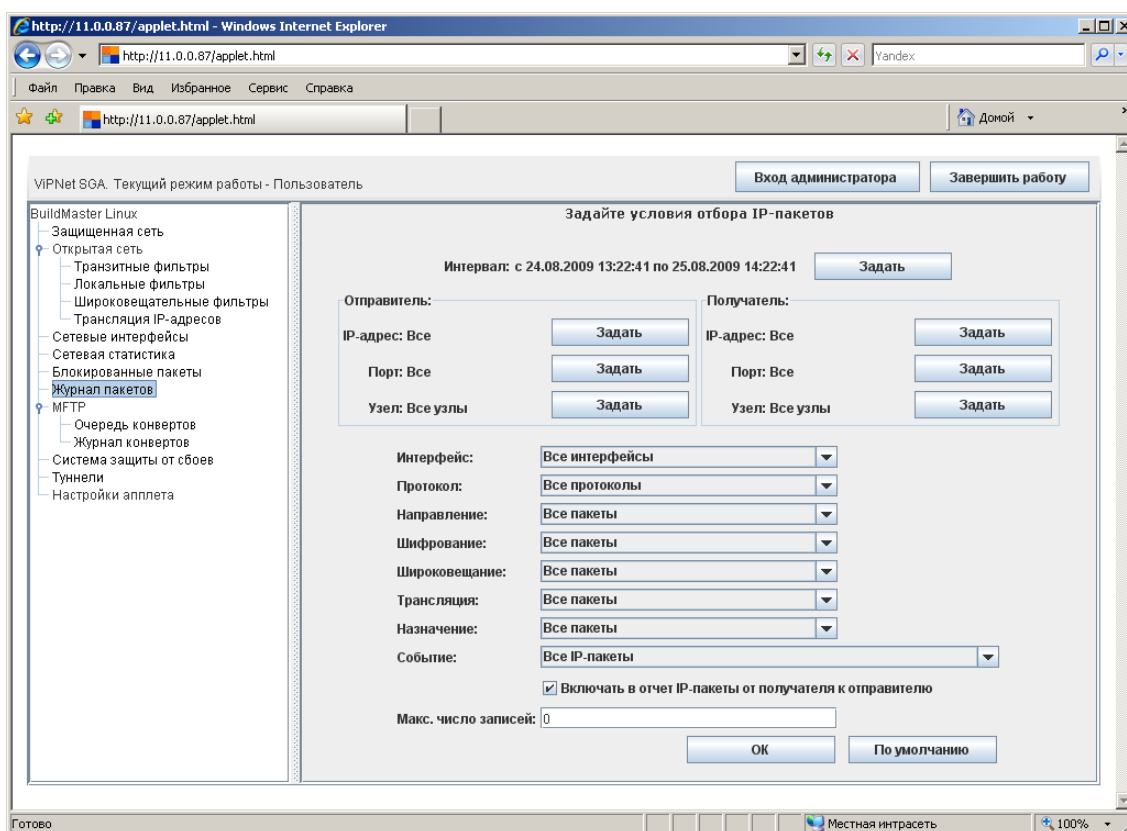 http://11.0.0.87/applet.html - Windows Internet Explorer
http://11.0.0.87/applet.html
Yandex
Файл Правка Вид Избранное Сервис Справка
http://11.0.0.87/applet.html
Домой
ViPNet SGA. Текущий режим работы - Пользователь
Вход администратора
Завершить работу
BuildMaster Linux
Защищенная сеть
Открытая сеть
Транзитные фильтры
Локальные фильтры
Широковещательные фильтры
Трансляция IP-адресов
Сетевые интерфейсы
Сетевая статистика
Блокированные пакеты
Журнал пакетов
MFTP
Очередь конвертов
Журнал конвертов
Система защиты от сбоев
Туннели
Настройки апплета
Задайте условия отбора IP-пакетов
Интервал: с 24.08.2009 13:22:41 по 25.08.2009 14:22:41 Задать
Отправитель:
IP-адрес: Все Задать
Порт: Все Задать
Узел: Все узлы Задать
Получатель:
IP-адрес: Все Задать
Порт: Все Задать
Узел: Все узлы Задать
Интерфейс: Все интерфейсы
Протокол: Все протоколы
Направление: Все пакеты
Шифрование: Все пакеты
Широковещание: Все пакеты
Трансляция: Все пакеты
Назначение: Все пакеты
Событие: Все IP-пакеты
Включать в отчет IP-пакеты от получателя к отправителю
Макс. число записей: 0
ОК По умолчанию
Готово
Местная интрасеть
100%